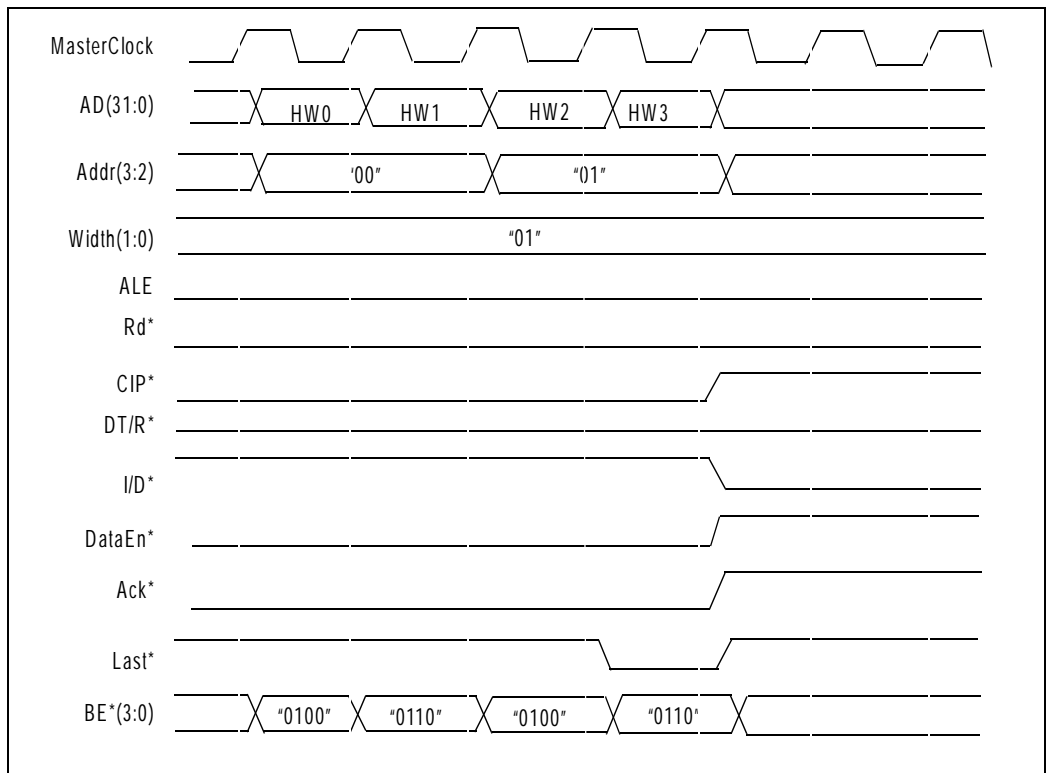 MasterClock
AD(31:0) HW0 HW1 HW2 HW3
Addr(3:2) '00" "01"
Width(1:0) "01"
ALE
Rd*
CIP*
DT/R*
I/D*
DataEn*
Ack*
Last*
BE*(3:0) "0100" "0110" "0100" "0110'